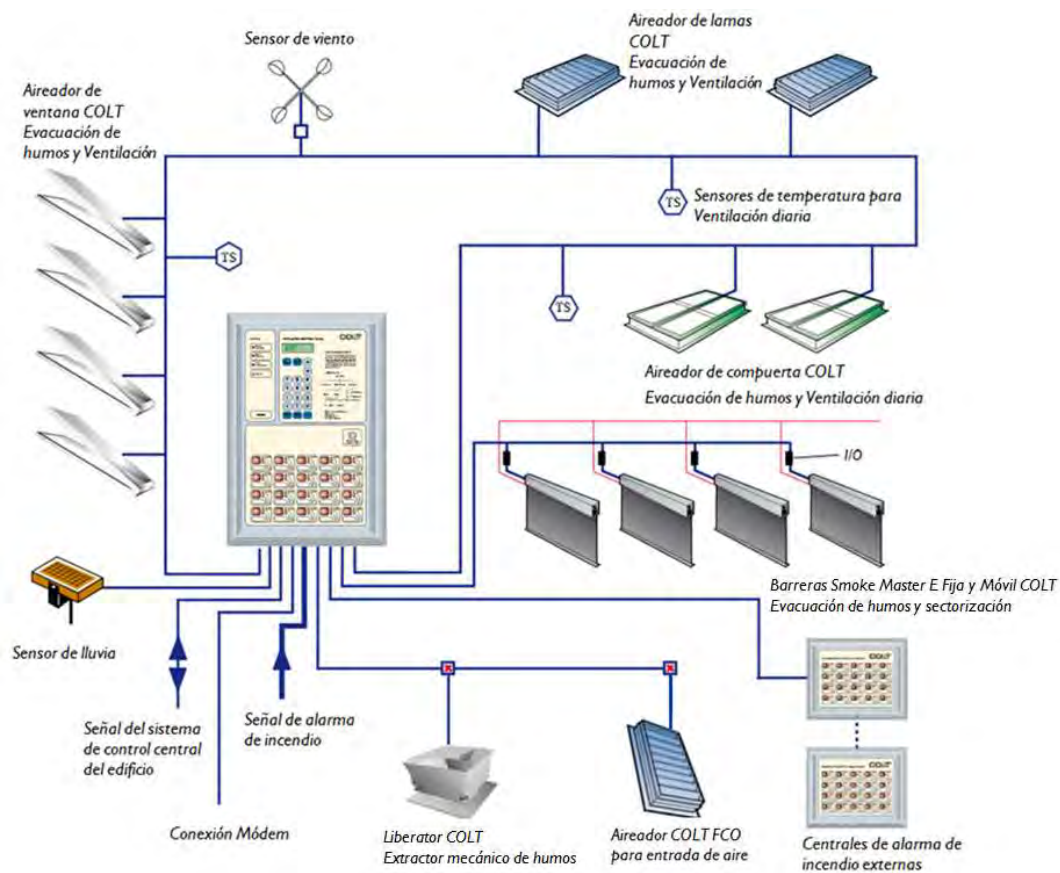 Sensor de viento
Aireador de lamas
COLT
Evacuación de
humos y Ventilación
Aireador de
ventana COLT
Evacuación de
humos y Ventilación
TS
Sensores de temperatura para
Ventilación diaria
TS
TS
COLT
Aireador de compuerta COLT
Evacuación de humos y Ventilación diaria
I/O
Barreras Smoke Master E Fija y Móvil COLT
Evacuación de humos y sectorización
Sensor de lluvia
Señal del sistema
de control central
del edificio
Señal de alarma
de incendio
Conexión Módem
Liberator COLT
Extractor mecánico de humos
Aireador COLT FCO
para entrada de aire
COLT
COLT
Centrales de alarma de
incendio externas